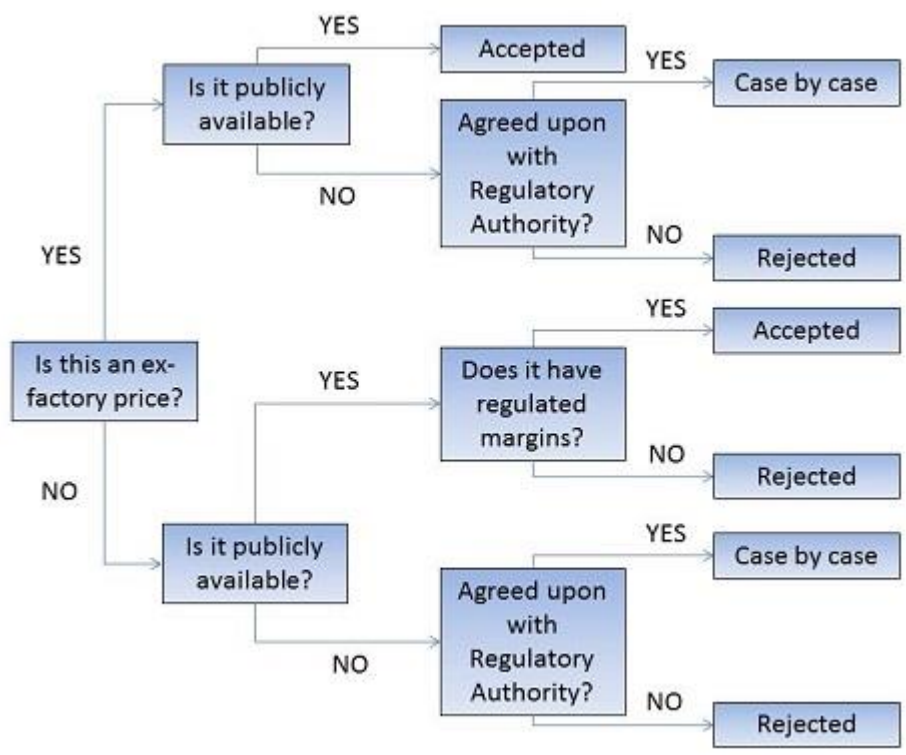 YES
Accepted
YES
Case by case
Is it publicly
available?
Agreed upon
with
Regulatory
Authority?
NO
NO
Rejected
YES
YES
Accepted
Is this an ex-
factory price?
YES
Does it have
regulated
margins?
NO
Rejected
NO
Is it publicly
available?
YES
Case by case
Agreed upon
with
Regulatory
Authority?
NO
NO
Rejected